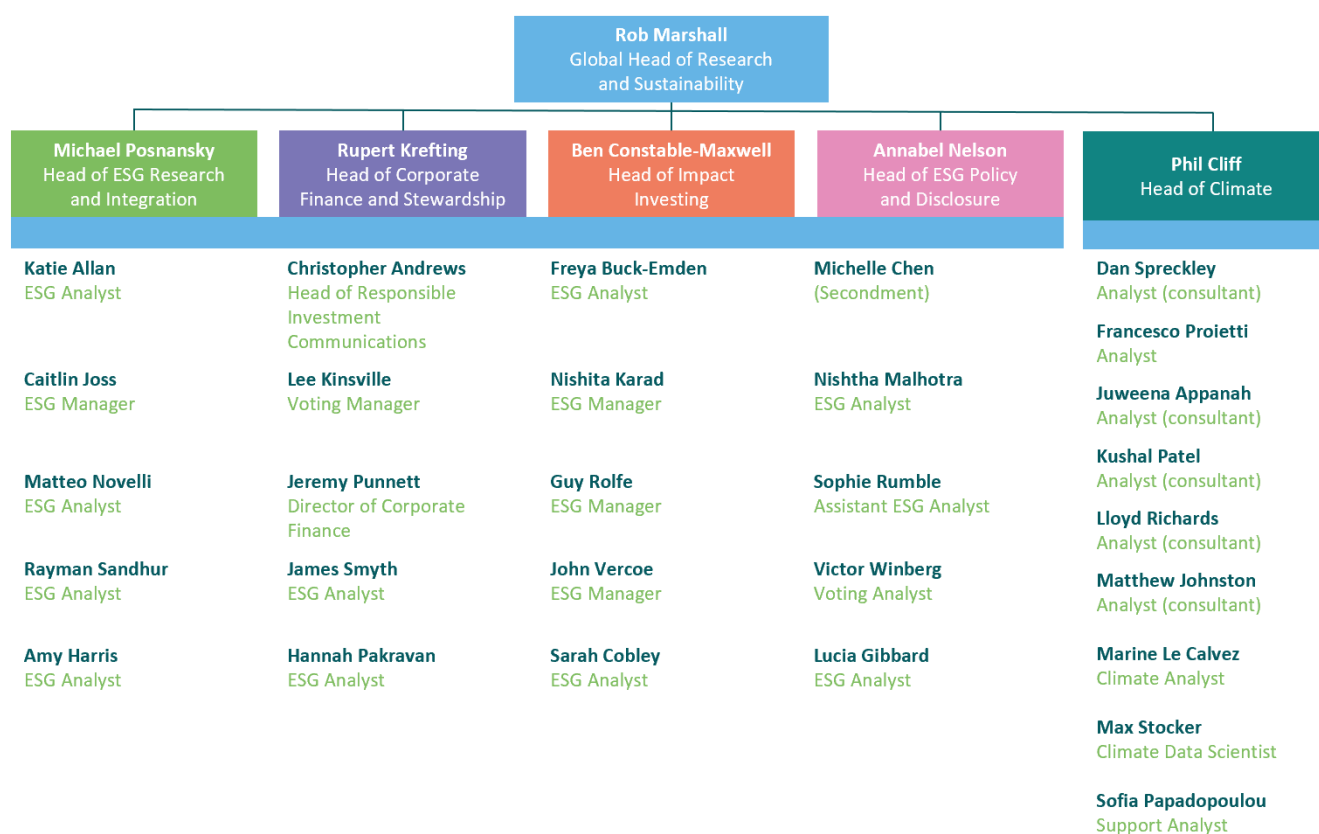 Rob Marshall
Global Head of Research
and Sustainability
Michael Posnansky
Head of ESG Research
and Integration
Rupert Krefting
Head of Corporate
Finance and Stewardship
Ben Constable-Maxwell
Head of Impact
Investing
Annabel Nelson
Head of ESG Policy
and Disclosure
Phil Cliff
Head of Climate
Katie Allan
ESG Analyst
Caitlin Joss
ESG Manager
Matteo Novelli
ESG Analyst
Rayman Sandhur
ESG Analyst
Amy Harris
ESG Analyst
Christopher Andrews
Head of Responsible
Investment
Communications
Lee Kinsville
Voting Manager
Jeremy Punnett
Director of Corporate
Finance
James Smyth
ESG Analyst
Hannah Pakravan
ESG Analyst
Freya Buck-Emden
ESG Analyst
Nishita Karad
ESG Manager
Guy Rolfe
ESG Manager
John Vercoe
ESG Manager
Sarah Cobley
ESG Analyst
Michelle Chen
(Secondment)
Nishtha Malhotra
ESG Analyst
Sophie Rumble
Assistant ESG Analyst
Victor Winberg
Voting Analyst
Lucia Gibbard
ESG Analyst
Dan Spreckley
Analyst (consultant)
Francesco Proietti
Analyst
Juweena Appanah
Analyst (consultant)
Kushal Patel
Analyst (consultant)
Lloyd Richards
Analyst (consultant)
Matthew Johnston
Analyst (consultant)
Marine Le Calvez
Climate Analyst
Max Stocker
Climate Data Scientist
Sofia Papadopoulou
Support Analyst